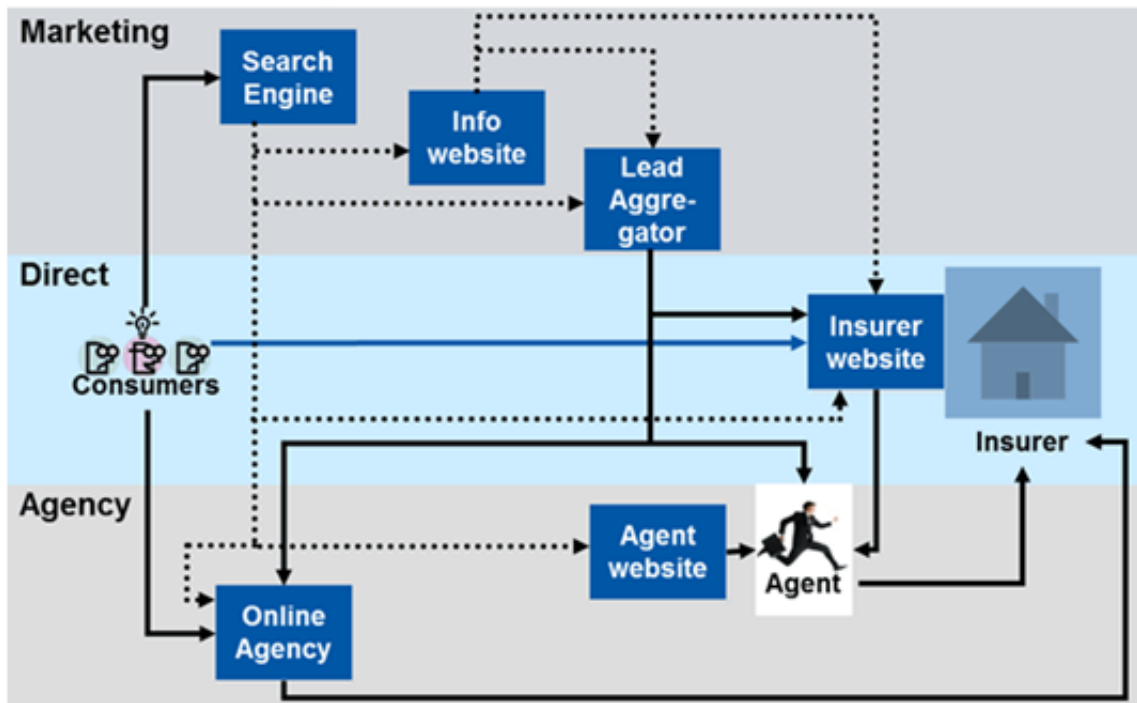 Marketing
Search
Engine
Info
website
Lead
Aggre-
gator
Direct
Insurer
website
Consumers
Insurer
Agency
Agent
website
Agent
Online
Agency